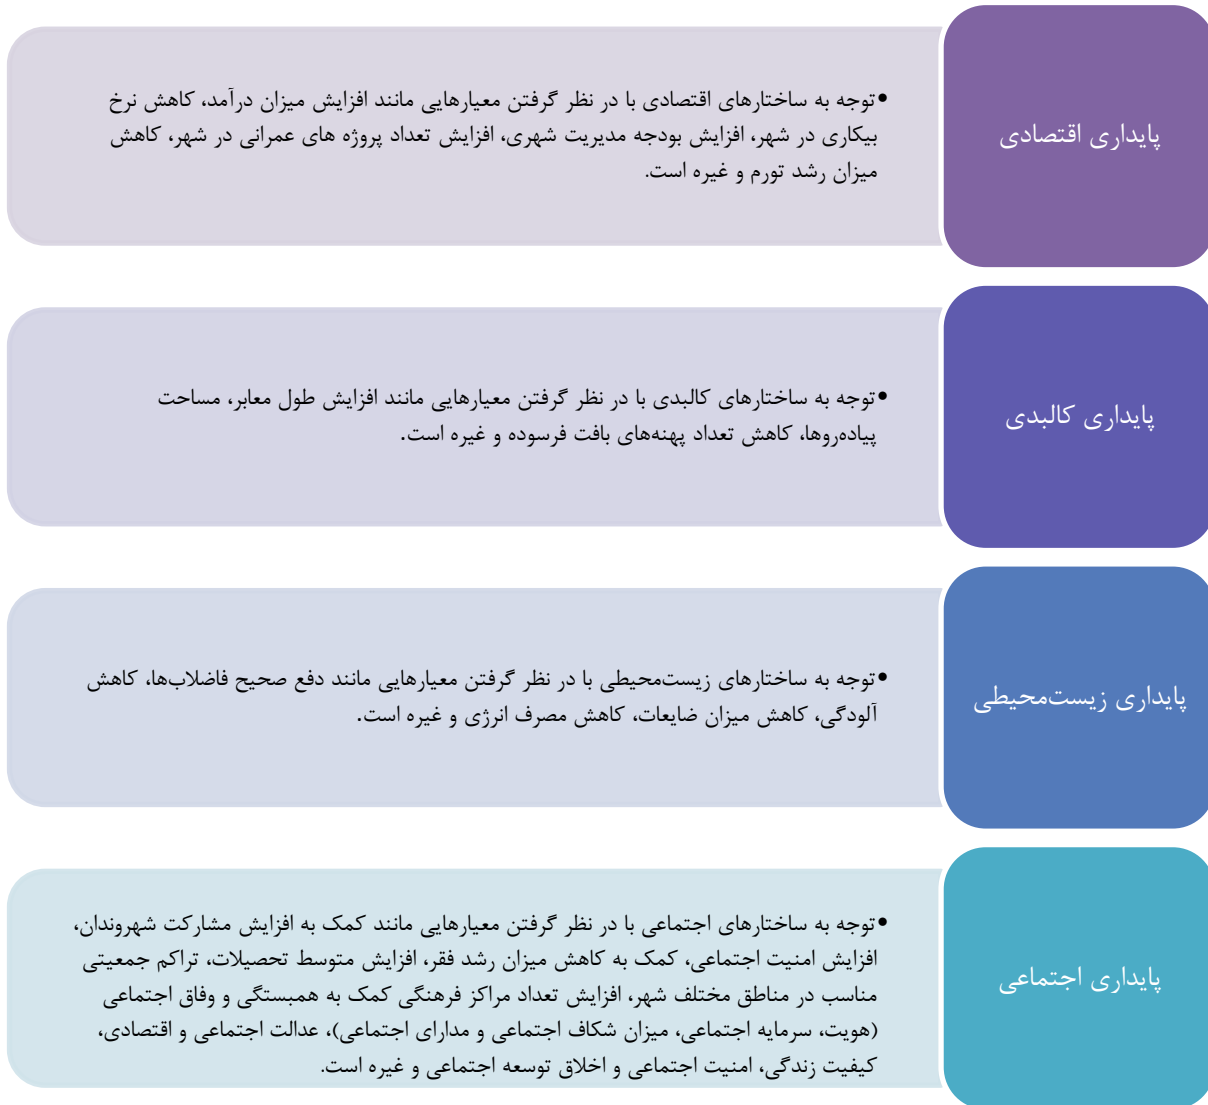 پایداری اقتصادی
•توجه به ساختارهای اقتصادی با در نظر گرفتن معیارهایی مانند افزایش میزان درآمد، کاهش نرخ
بیکاری در شهر، افزایش بودجه مدیریت شهری، افزایش تعداد پروژه های عمرانی در شهر، کاهش
میزان رشد تورم و غیره است.
پایداری کالبدی
•توجه به ساختارهای کالبدی با در نظر گرفتن معیارهایی مانند افزایش طول معابر، مساحت
پیاده‌روها، کاهش تعداد پهنه‌های بافت فرسوده و غیره است.
پایداری زیست‌محیطی
•توجه به ساختارهای زیست‌محیطی با در نظر گرفتن معیارهایی مانند دفع صحیح فاضلاب‌ها، کاهش
آلودگی، کاهش میزان ضایعات، کاهش مصرف انرژی و غیره است.
پایداری اجتماعی
•توجه به ساختارهای اجتماعی با در نظر گرفتن معیارهایی مانند کمک به افزایش مشارکت شهروندان،
افزایش امنیت اجتماعی، کمک به کاهش میزان رشد فقر، افزایش متوسط تحصیلات، تراکم جمعیتی
مناسب در مناطق مختلف شهر، افزایش تعداد مراکز فرهنگی کمک به همبستگی و وفاق اجتماعی
(هویت، سرمایه اجتماعی، میزان شکاف اجتماعی و مدارای اجتماعی)، عدالت اجتماعی و اقتصادی،
کیفیت زندگی، امنیت اجتماعی و اخلاق توسعه اجتماعی و غیره است.